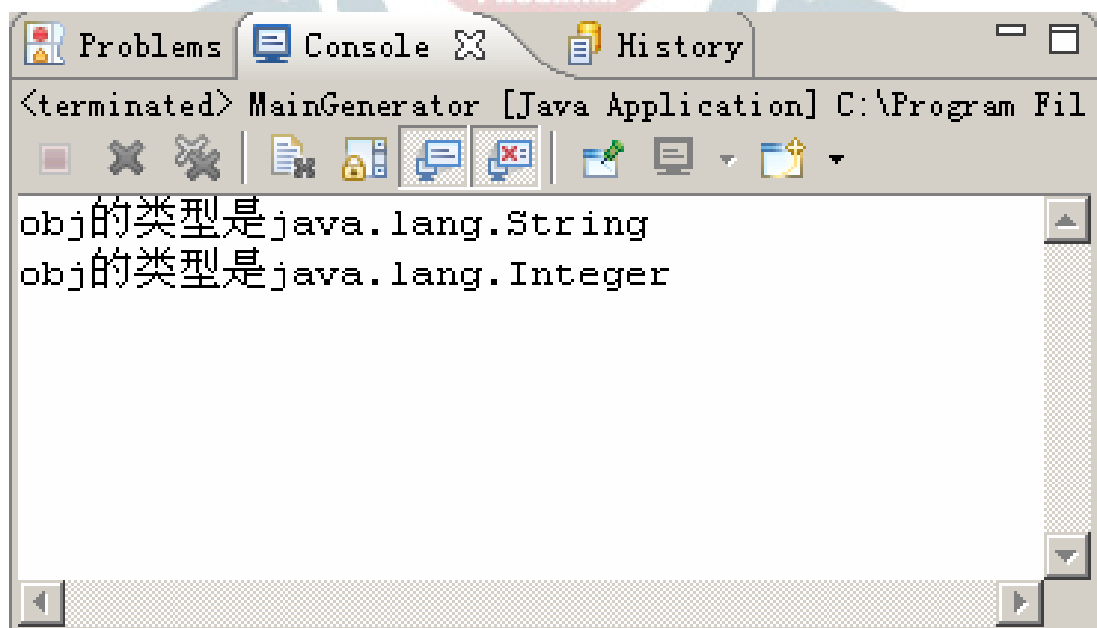 Problems Console History
<terminated> MainGenerator [Java Application] C:\Program Fil
obj的类型是java.lang.String
obj的类型是java.lang.Integer